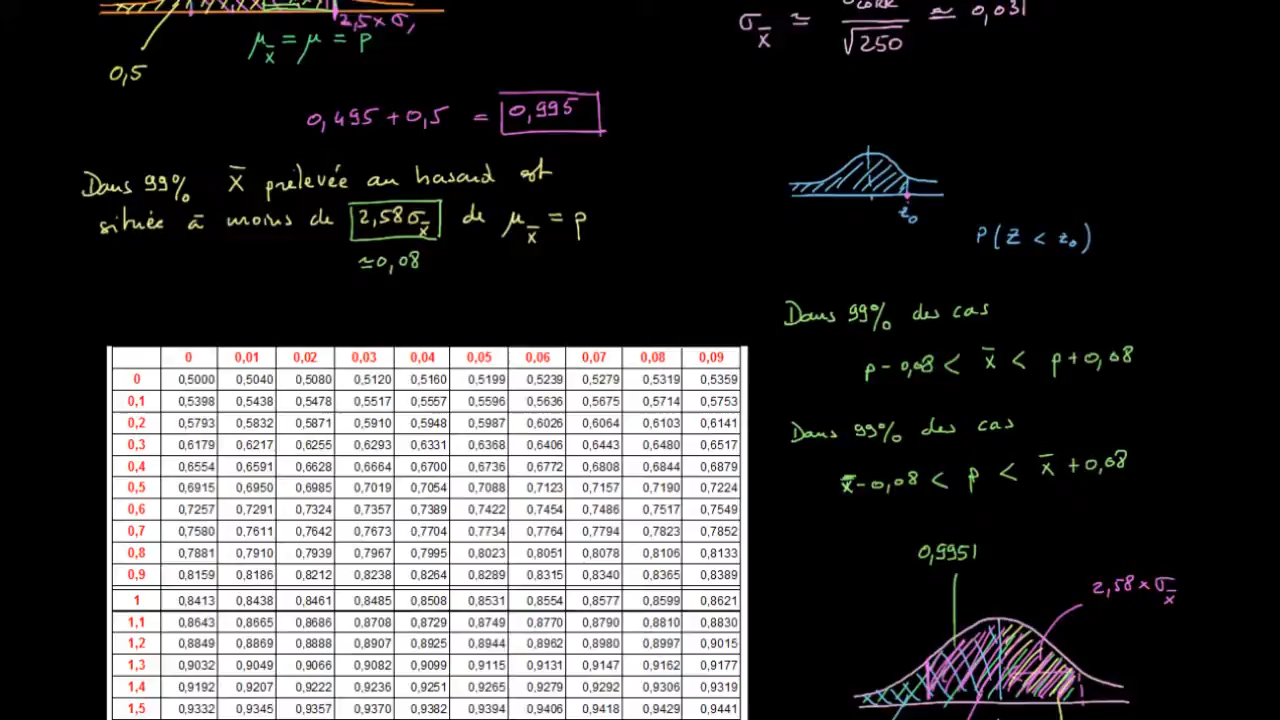 2,5 × σ,
μ_x̄ = μ = p
0,5
0,495 + 0,5 = 0,995
Dans 99% x̄ prélevée au hasard est
située à moins de 2,58σ_x̄ de μ_x̄ = p
≃0,08
σ_x̄ ≃ /√250 ≃ 0,031
z₀
P(Z < z₀)
Dans 99% des cas
p-0,08 < x̄ < p+0,08
Dans 99% des cas
x̄-0,08 < p < x̄+0,08
0,9951
2,58 × σ_x̄
0 0,01 0,02 0,03 0,04 0,05 0,06 0,07 0,08 0,09
0 0,5000 0,5040 0,5080 0,5120 0,5160 0,5199 0,5239 0,5279 0,5319 0,5359
0,1 0,5398 0,5438 0,5478 0,5517 0,5557 0,5596 0,5636 0,5675 0,5714 0,5753
0,2 0,5793 0,5832 0,5871 0,5910 0,5948 0,5987 0,6026 0,6064 0,6103 0,6141
0,3 0,6179 0,6217 0,6255 0,6293 0,6331 0,6368 0,6406 0,6443 0,6480 0,6517
0,4 0,6554 0,6591 0,6628 0,6664 0,6700 0,6736 0,6772 0,6808 0,6844 0,6879
0,5 0,6915 0,6950 0,6985 0,7019 0,7054 0,7088 0,7123 0,7157 0,7190 0,7224
0,6 0,7257 0,7291 0,7324 0,7357 0,7389 0,7422 0,7454 0,7486 0,7517 0,7549
0,7 0,7580 0,7611 0,7642 0,7673 0,7704 0,7734 0,7764 0,7794 0,7823 0,7852
0,8 0,7881 0,7910 0,7939 0,7967 0,7995 0,8023 0,8051 0,8078 0,8106 0,8133
0,9 0,8159 0,8186 0,8212 0,8238 0,8264 0,8289 0,8315 0,8340 0,8365 0,8389
1 0,8413 0,8438 0,8461 0,8485 0,8508 0,8531 0,8554 0,8577 0,8599 0,8621
1,1 0,8643 0,8665 0,8686 0,8708 0,8729 0,8749 0,8770 0,8790 0,8810 0,8830
1,2 0,8849 0,8869 0,8888 0,8907 0,8925 0,8944 0,8962 0,8980 0,8997 0,9015
1,3 0,9032 0,9049 0,9066 0,9082 0,9099 0,9115 0,9131 0,9147 0,9162 0,9177
1,4 0,9192 0,9207 0,9222 0,9236 0,9251 0,9265 0,9279 0,9292 0,9306 0,9319
1,5 0,9332 0,9345 0,9357 0,9370 0,9382 0,9394 0,9406 0,9418 0,9429 0,9441